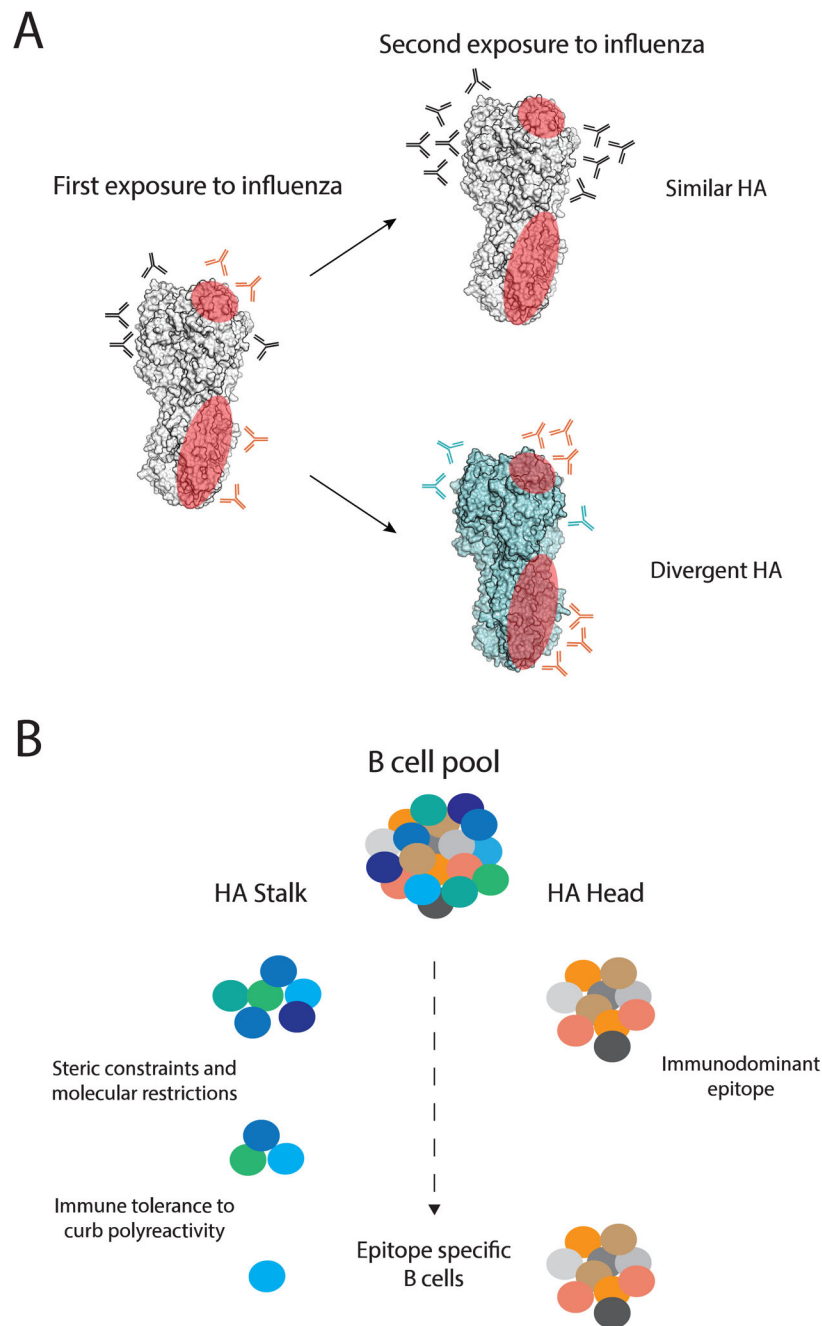 A
Second exposure to influenza
First exposure to influenza
Similar HA
Divergent HA
B
B cell pool
HA Stalk
HA Head
Steric constraints and
molecular restrictions
Immunodominant
epitope
Immune tolerance to
curb polyreactivity
Epitope specific
B cells